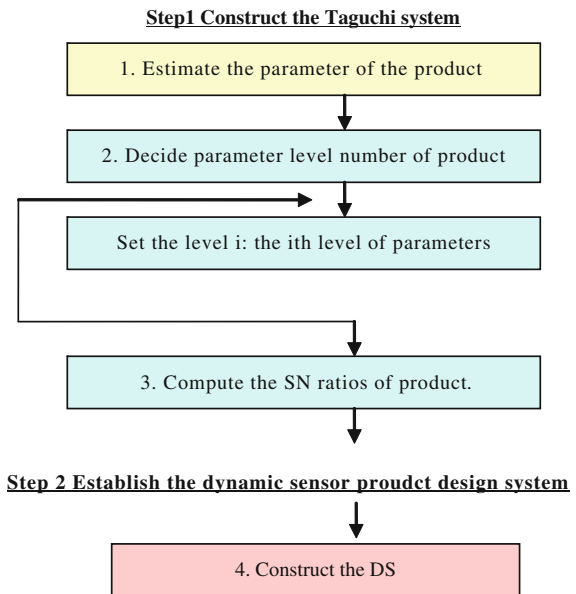 Step1 Construct the Taguchi system
1. Estimate the parameter of the product
2. Decide parameter level number of product
Set the level i: the ith level of parameters
3. Compute the SN ratios of product.
Step 2 Establish the dynamic sensor proudct design system
4. Construct the DS